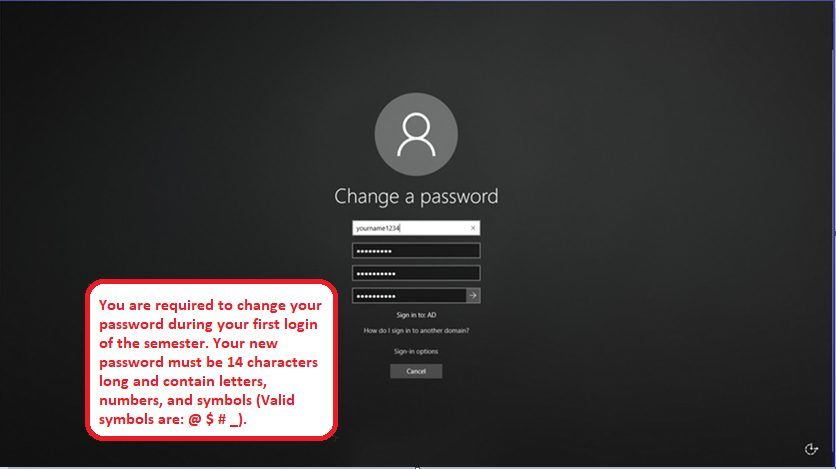 Change a password
yourname1234
Sign in to: AD
How do I sign in to another domain?
Sign-in options
Cancel
You are required to change your
password during your first login
of the semester. Your new
password must be 14 characters
long and contain letters,
numbers, and symbols (Valid
symbols are: @ $ # _).